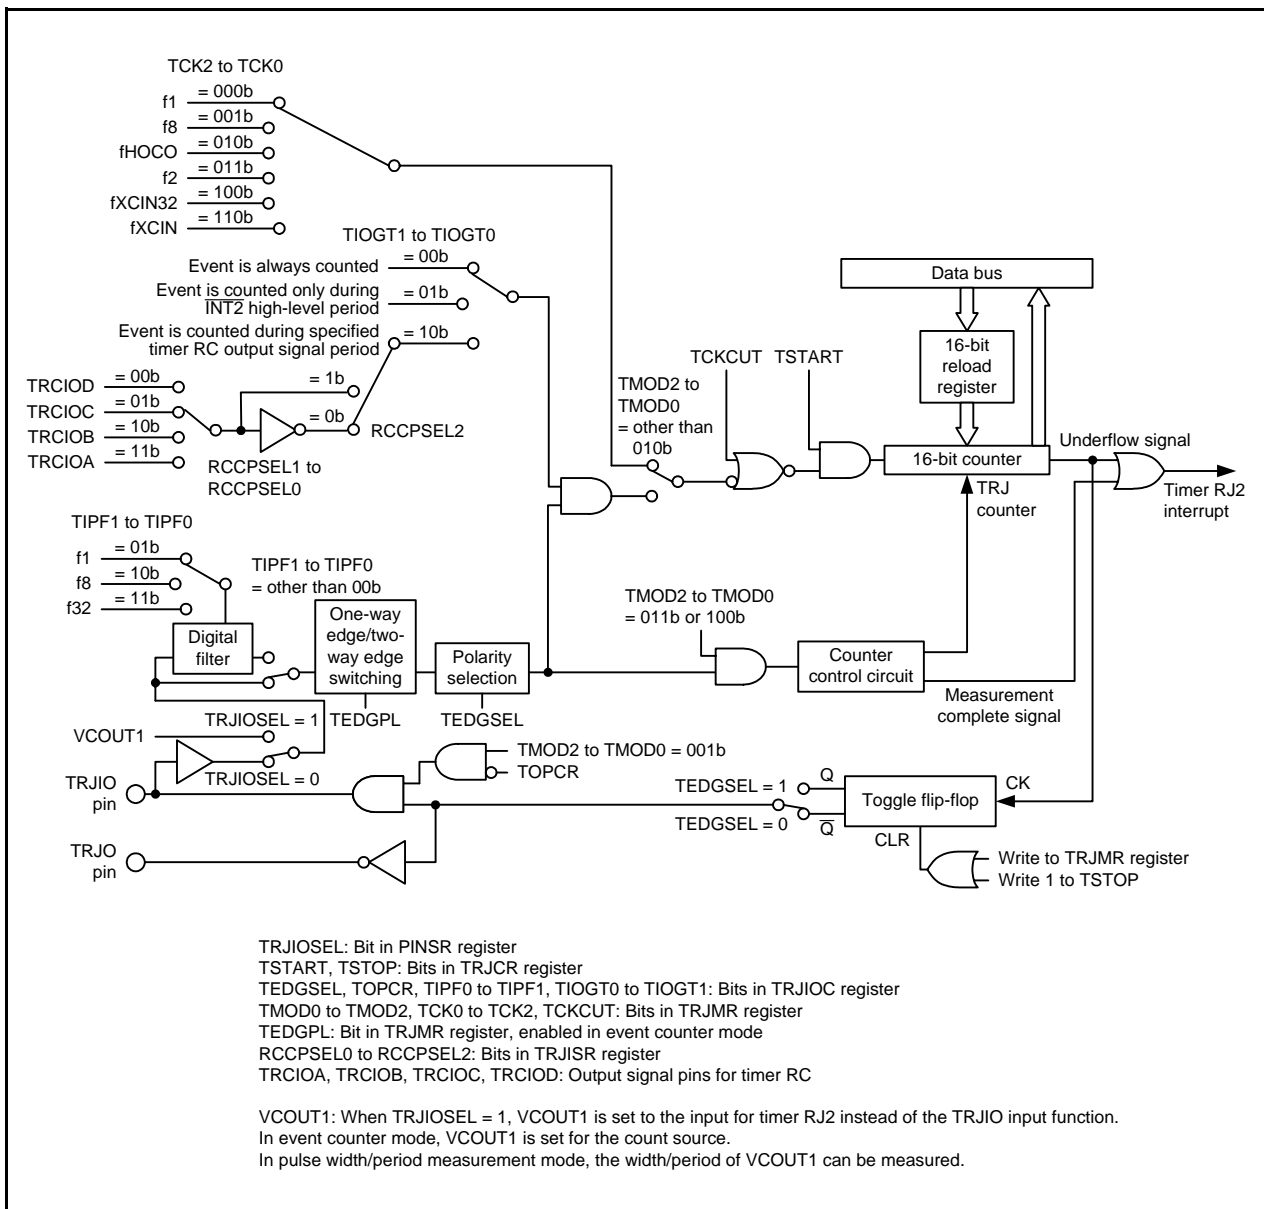 TCK2 to TCK0
f1
= 000b
f8
= 001b
fHOCO
= 010b
f2
= 011b
fXCIN32
= 100b
fXCIN
= 110b
TIOGT1 to TIOGT0
Event is always counted
= 00b
Event is counted only during
INT2 high-level period
= 01b
Event is counted during specified
timer RC output signal period
= 10b
TRCIOD
= 00b
TRCIOC
= 01b
TRCIOB
= 10b
TRCIOA
= 11b
= 1b
= 0b
RCCPSEL2
RCCPSEL1 to
RCCPSEL0
TMOD2 to
TMOD0
= other than
010b
TCKCUT
TSTART
Data bus
16-bit
reload
register
16-bit counter
TRJ
counter
Underflow signal
Timer RJ2
interrupt
TIPF1 to TIPF0
f1
= 01b
f8
= 10b
f32
= 11b
Digital
filter
TIPF1 to TIPF0
= other than 00b
One-way
edge/two-
way edge
switching
TEDGPL
Polarity
selection
TEDGSEL
TMOD2 to TMOD0
= 011b or 100b
Counter
control circuit
Measurement
complete signal
VCOUT1
TRJIOSEL = 1
TRJIOSEL = 0
TRJIO
pin
TMOD2 to TMOD0 = 001b
TOPCR
TEDGSEL = 1
TEDGSEL = 0
Q
Q
Toggle flip-flop
CK
CLR
Write to TRJMR register
Write 1 to TSTOP
TRJO
pin
TRJIOSEL: Bit in PINSR register
TSTART, TSTOP: Bits in TRJCR register
TEDGSEL, TOPCR, TIPF0 to TIPF1, TIOGT0 to TIOGT1: Bits in TRJIOC register
TMOD0 to TMOD2, TCK0 to TCK2, TCKCUT: Bits in TRJMR register
TEDGPL: Bit in TRJMR register, enabled in event counter mode
RCCPSEL0 to RCCPSEL2: Bits in TRJISR register
TRCIOA, TRCIOB, TRCIOC, TRCIOD: Output signal pins for timer RC
VCOUT1: When TRJIOSEL = 1, VCOUT1 is set to the input for timer RJ2 instead of the TRJIO input function.
In event counter mode, VCOUT1 is set for the count source.
In pulse width/period measurement mode, the width/period of VCOUT1 can be measured.